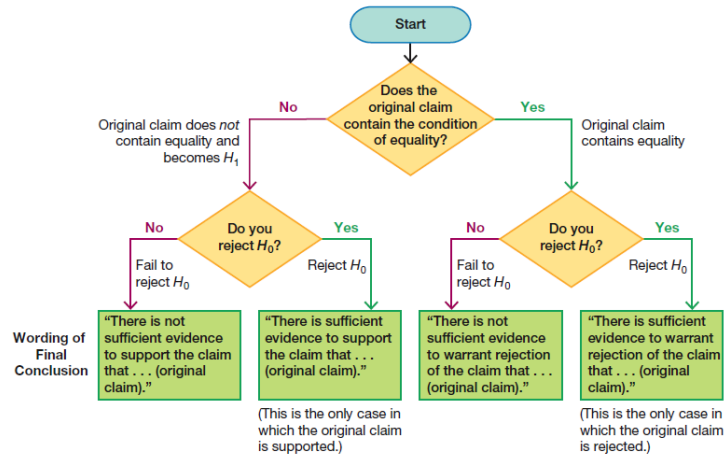 Start
Does the
original claim
contain the condition
of equality?
No
Yes
Original claim does not
contain equality and
becomes H1
Original claim
contains equality
Do you
reject H0?
No
Yes
Fail to
reject H0
Reject H0
Do you
reject H0?
No
Yes
Fail to
reject H0
Reject H0
Wording of
Final
Conclusion
“There is not
sufficient evidence
to support the claim
that . . . (original
claim).”
“There is sufficient
evidence to support
the claim that . . .
(original claim).”
(This is the only case in
which the original claim
is supported.)
“There is not
sufficient evidence
to warrant rejection
of the claim that . . .
(original claim).”
“There is sufficient
evidence to warrant
rejection of the claim
that . . . (original
claim).”
(This is the only case in
which the original claim
is rejected.)